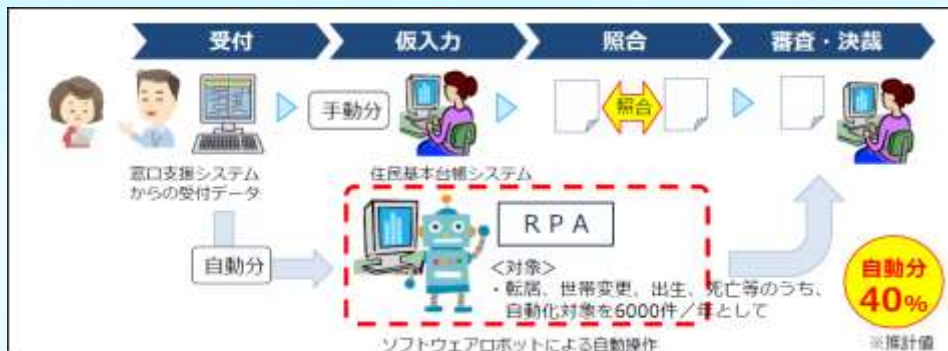 受付
仮入力
照合
審査・決裁
手動分
照合
窓口支援システム
からの受付データ
住民基本台帳システム
自動分
RPA
＜対象＞
・転居、世帯変更、出生、死亡等のうち、
自動化対象を6000件／年として
ソフトウェアロボットによる自動操作
自動分
40%
※推計値